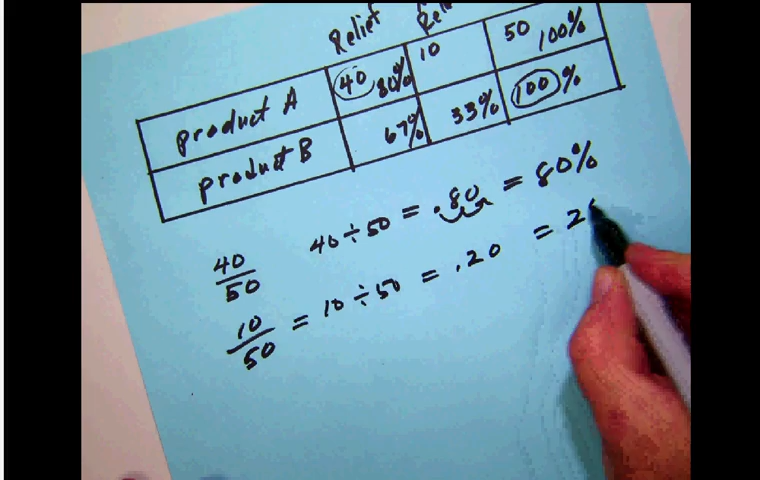 Relief
product A 40 80% 10 50 100%
product B 67% 33% 100%
40/50 40 ÷ 50 = .80 = 80%
10/50 = 10 ÷ 50 = .20 =